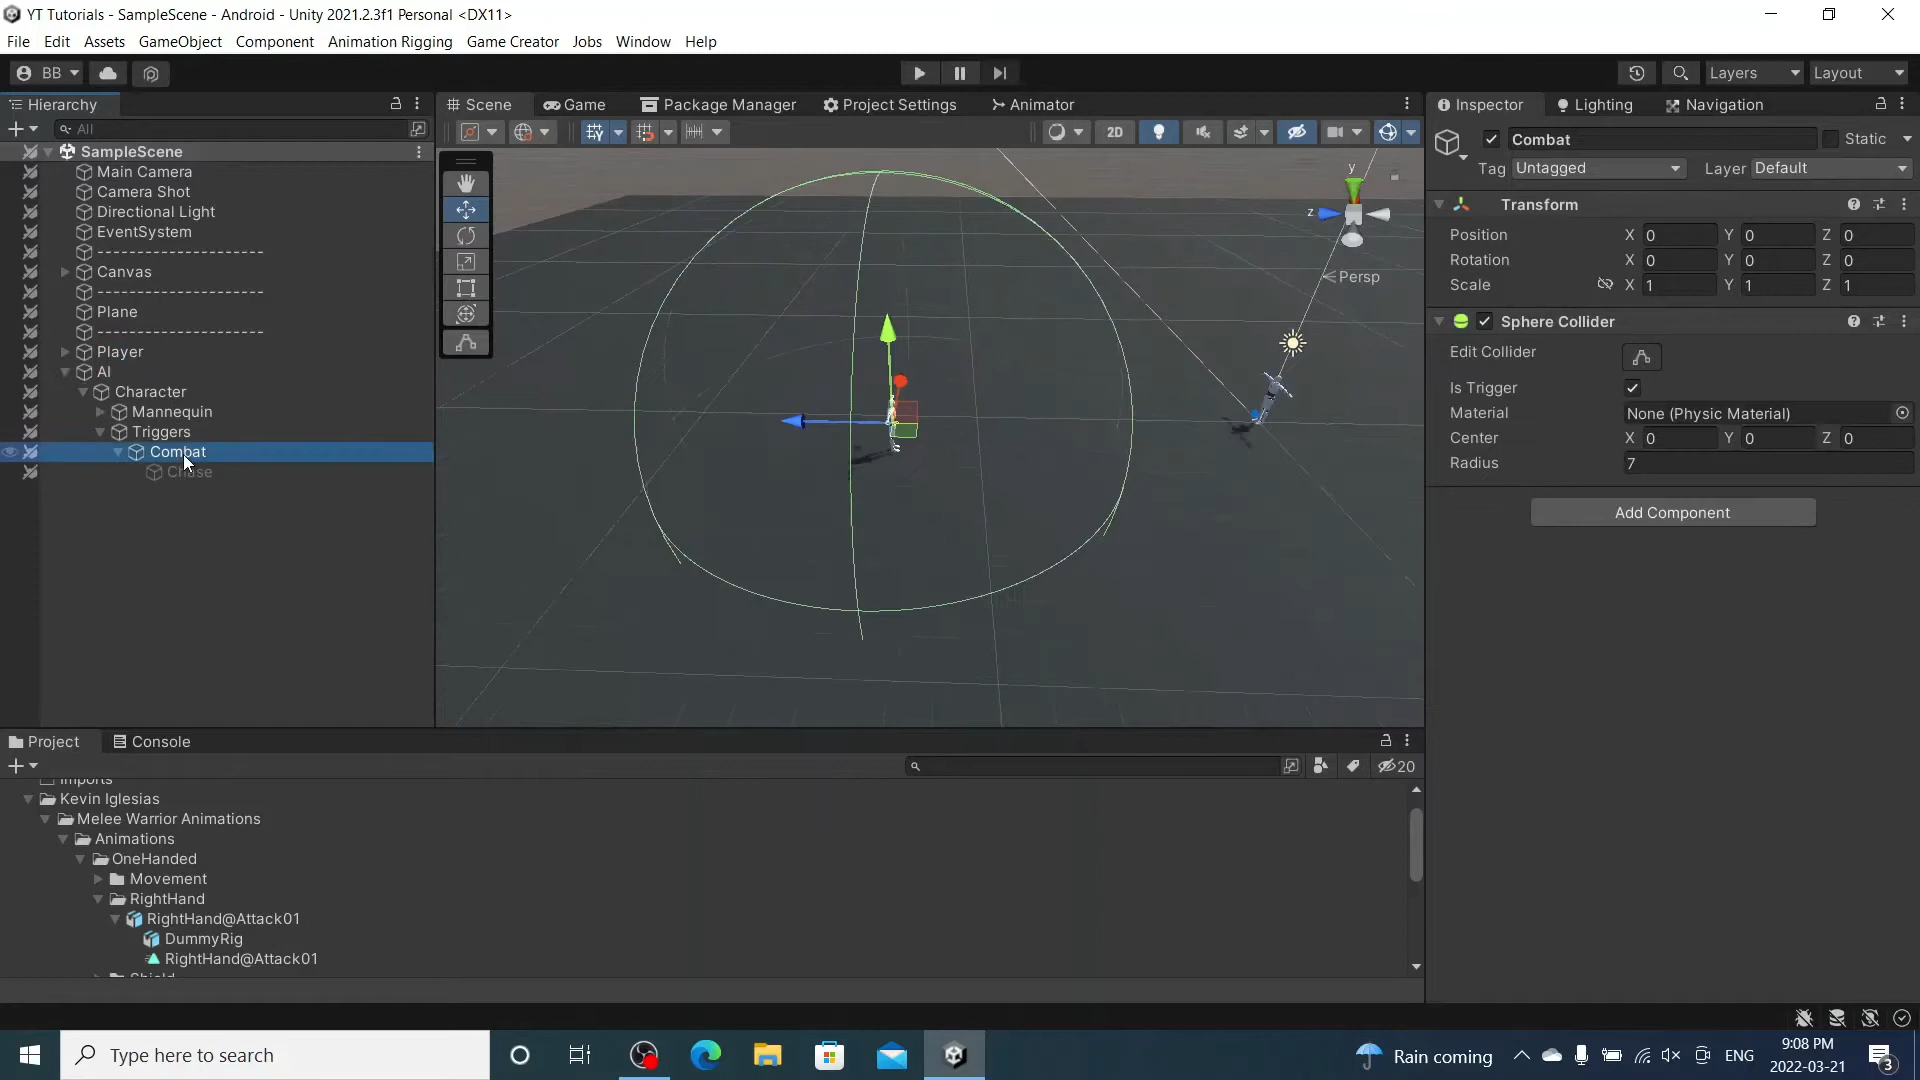 YT Tutorials - SampleScene - Android - Unity 2021.2.3f1 Personal <DX11>
File Edit Assets GameObject Component Animation Rigging Game Creator Jobs Window Help
BB Layers Layout
Hierarchy
All
SampleScene
Main Camera
Camera Shot
Directional Light
EventSystem
---------------------
Canvas
---------------------
Plane
---------------------
Player
AI
Character
Mannequin
Triggers
Combat
Chase
Scene Game Package Manager Project Settings Animator
2D
y
z
Persp
Inspector Lighting Navigation
Combat Static
Tag Untagged Layer Default
Transform
Position X 0 Y 0 Z 0
Rotation X 0 Y 0 Z 0
Scale X 1 Y 1 Z 1
Sphere Collider
Edit Collider
Is Trigger
Material None (Physic Material)
Center X 0 Y 0 Z 0
Radius 7
Add Component
Project Console
20
Imports
Kevin Iglesias
Melee Warrior Animations
Animations
OneHanded
Movement
RightHand
RightHand@Attack01
DummyRig
RightHand@Attack01
Shield
Type here to search
Rain coming
ENG
9:08 PM
2022-03-21
3